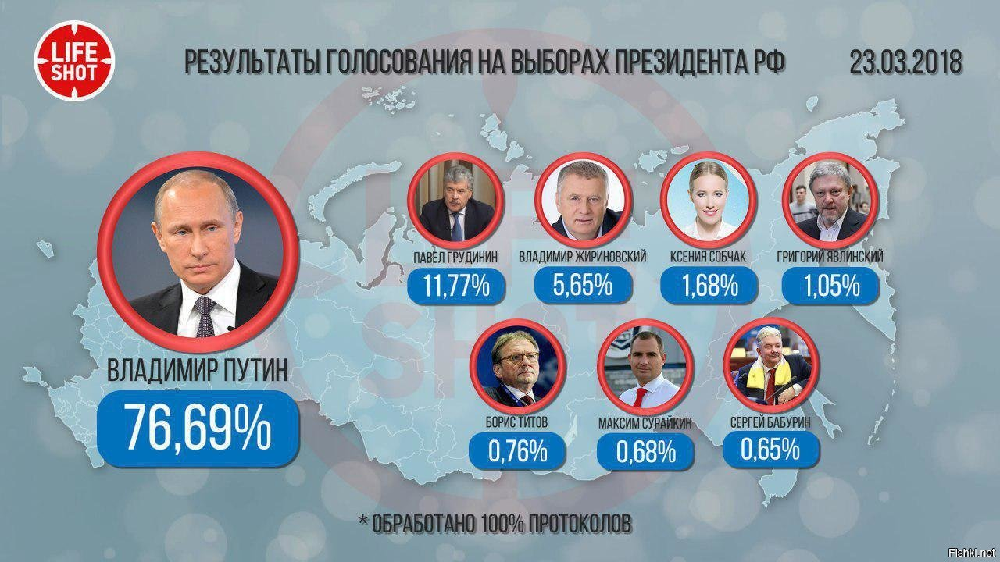 LIFE
SHOT
РЕЗУЛЬТАТЫ ГОЛОСОВАНИЯ НА ВЫБОРАХ ПРЕЗИДЕНТА РФ
23.03.2018
ВЛАДИМИР ПУТИН
76,69%
ПАВЕЛ ГРУДИНИН
11,77%
ВЛАДИМИР ЖИРИНОВСКИЙ
5,65%
КСЕНИЯ СОБЧАК
1,68%
ГРИГОРИЙ ЯВЛИНСКИЙ
1,05%
БОРИС ТИТОВ
0,76%
МАКСИМ СУРАЙКИН
0,68%
СЕРГЕЙ БАБУРИН
0,65%
LIFE
SHOT
* ОБРАБОТАНО 100% ПРОТОКОЛОВ
Fishki.net